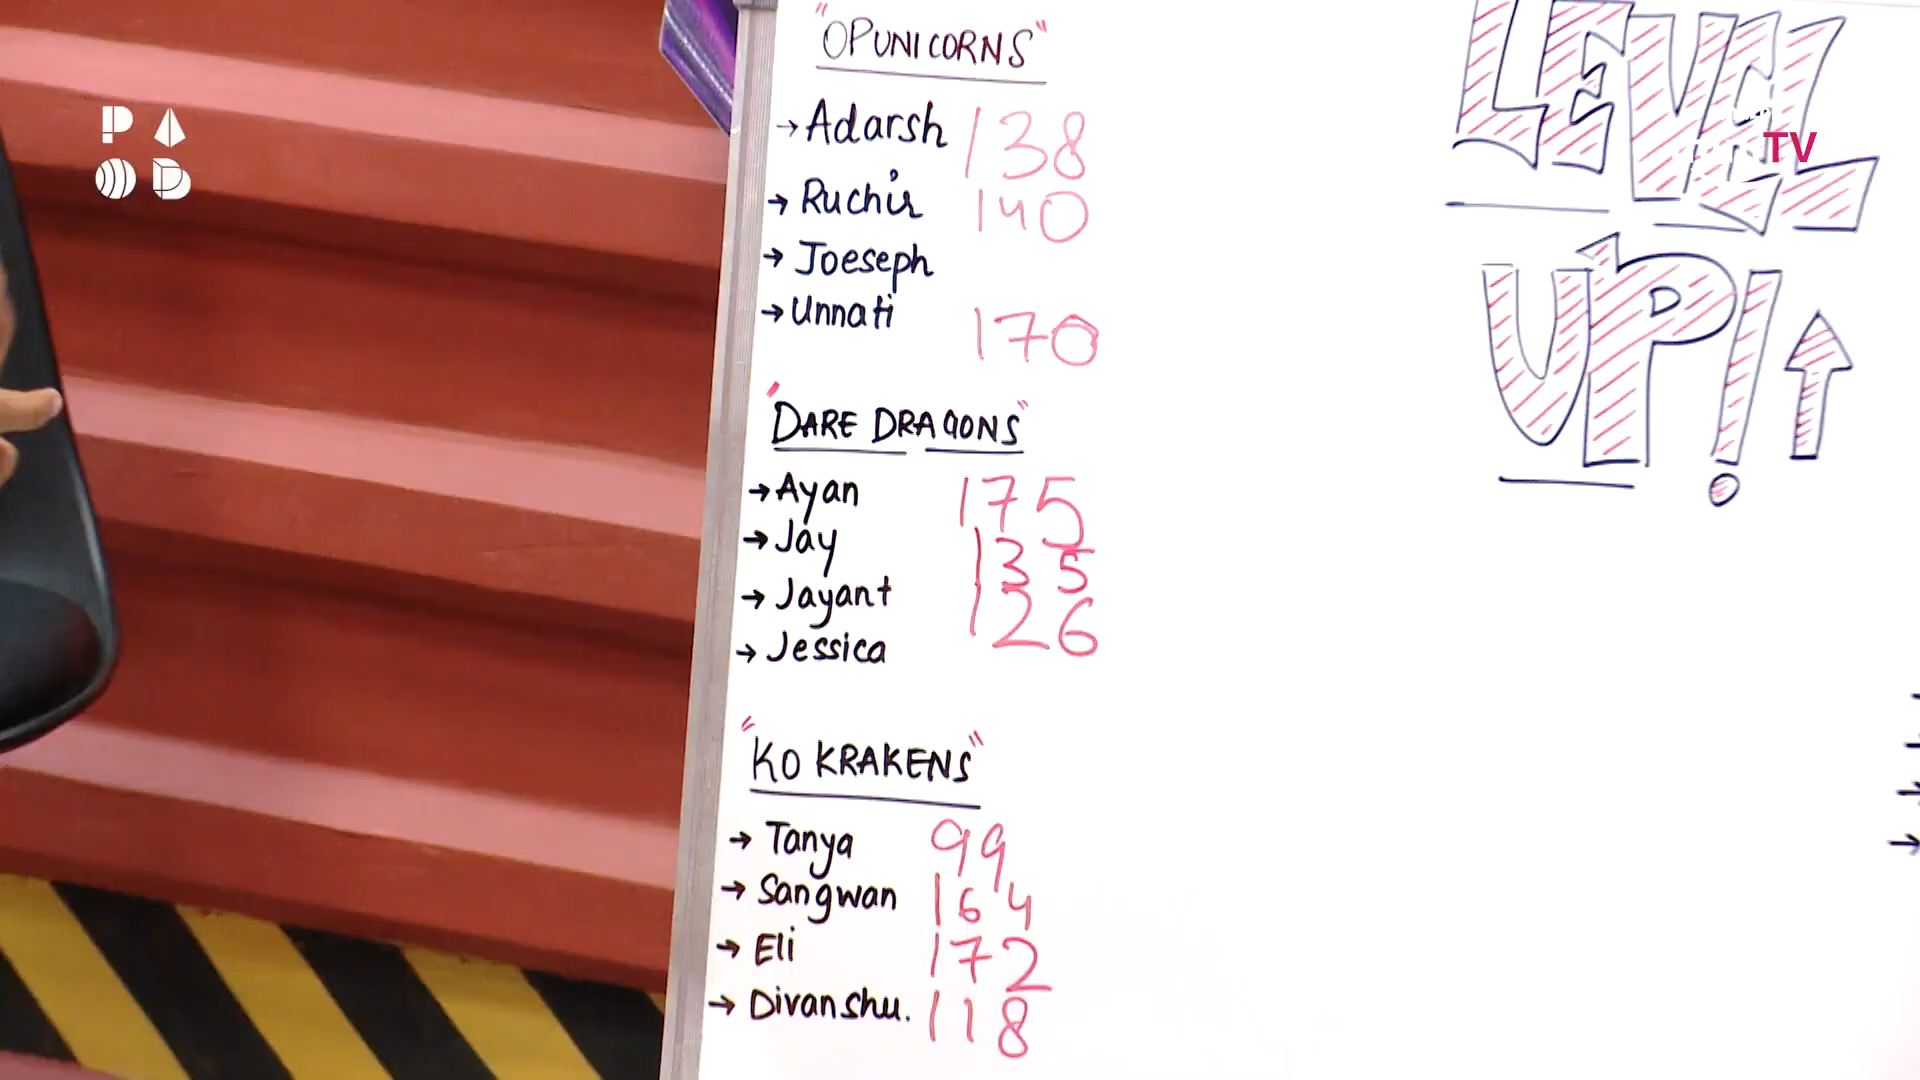 "OPUNICORNS"
→ Adarsh 138
→ Ruchir 140
→ Joeseph
→ Unnati 170
"DARE DRAGONS"
→ Ayan 175
→ Jay 135
→ Jayant 126
→ Jessica
"KO KRAKENS"
→ Tanya 99
→ Sangwan 164
→ Eli 172
→ Divanshu. 118
LEVEL
UP!
TV
P D